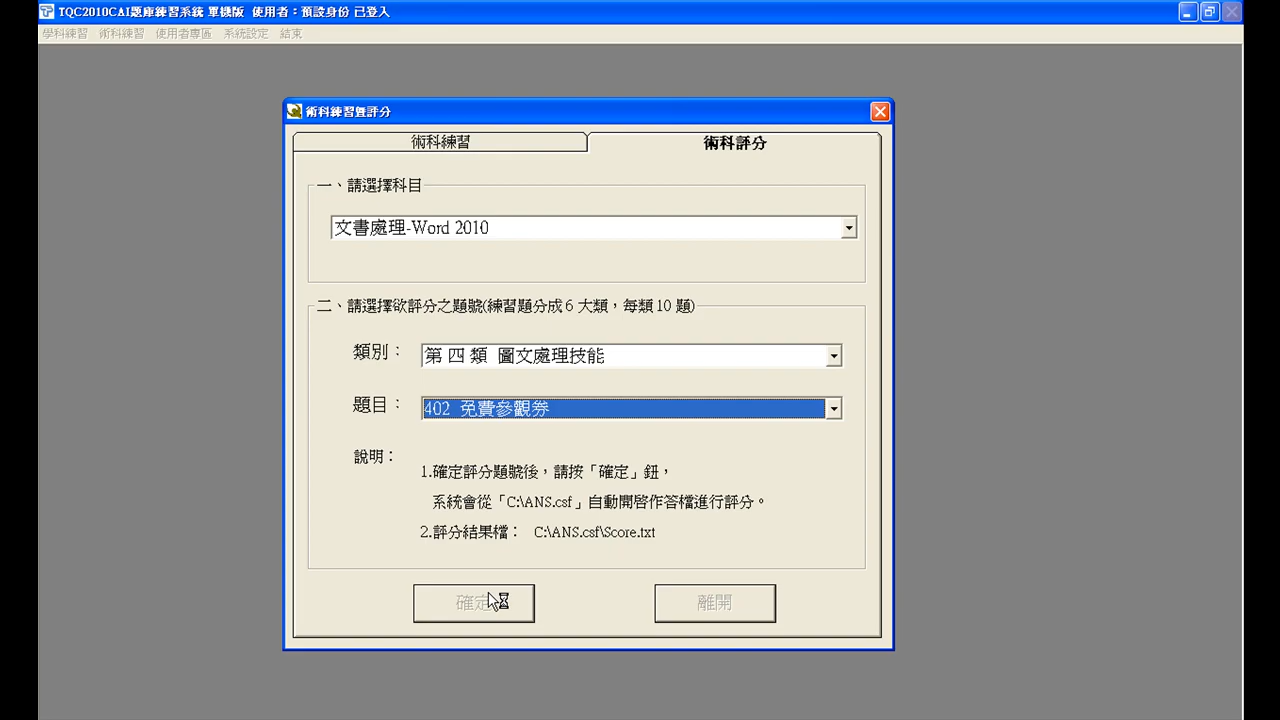 TQC2010CAI題庫練習系統 單機版 使用者：預設身份 已登入
學科練習 術科練習 使用者專區 系統設定 結束
術科練習暨評分
術科練習 術科評分
一、請選擇科目
文書處理-Word 2010
二、請選擇欲評分之題號(練習題分成 6 大類，每類 10 題)
類別： 第 四 類 圖文處理技能
題目： 402 免費參觀券
說明：
1.確定評分題號後，請按「確定」鈕，
系統會從「C:\ANS.csf」自動開啓作答檔進行評分。
2.評分結果檔： C:\ANS.csf\Score.txt
確定 離開